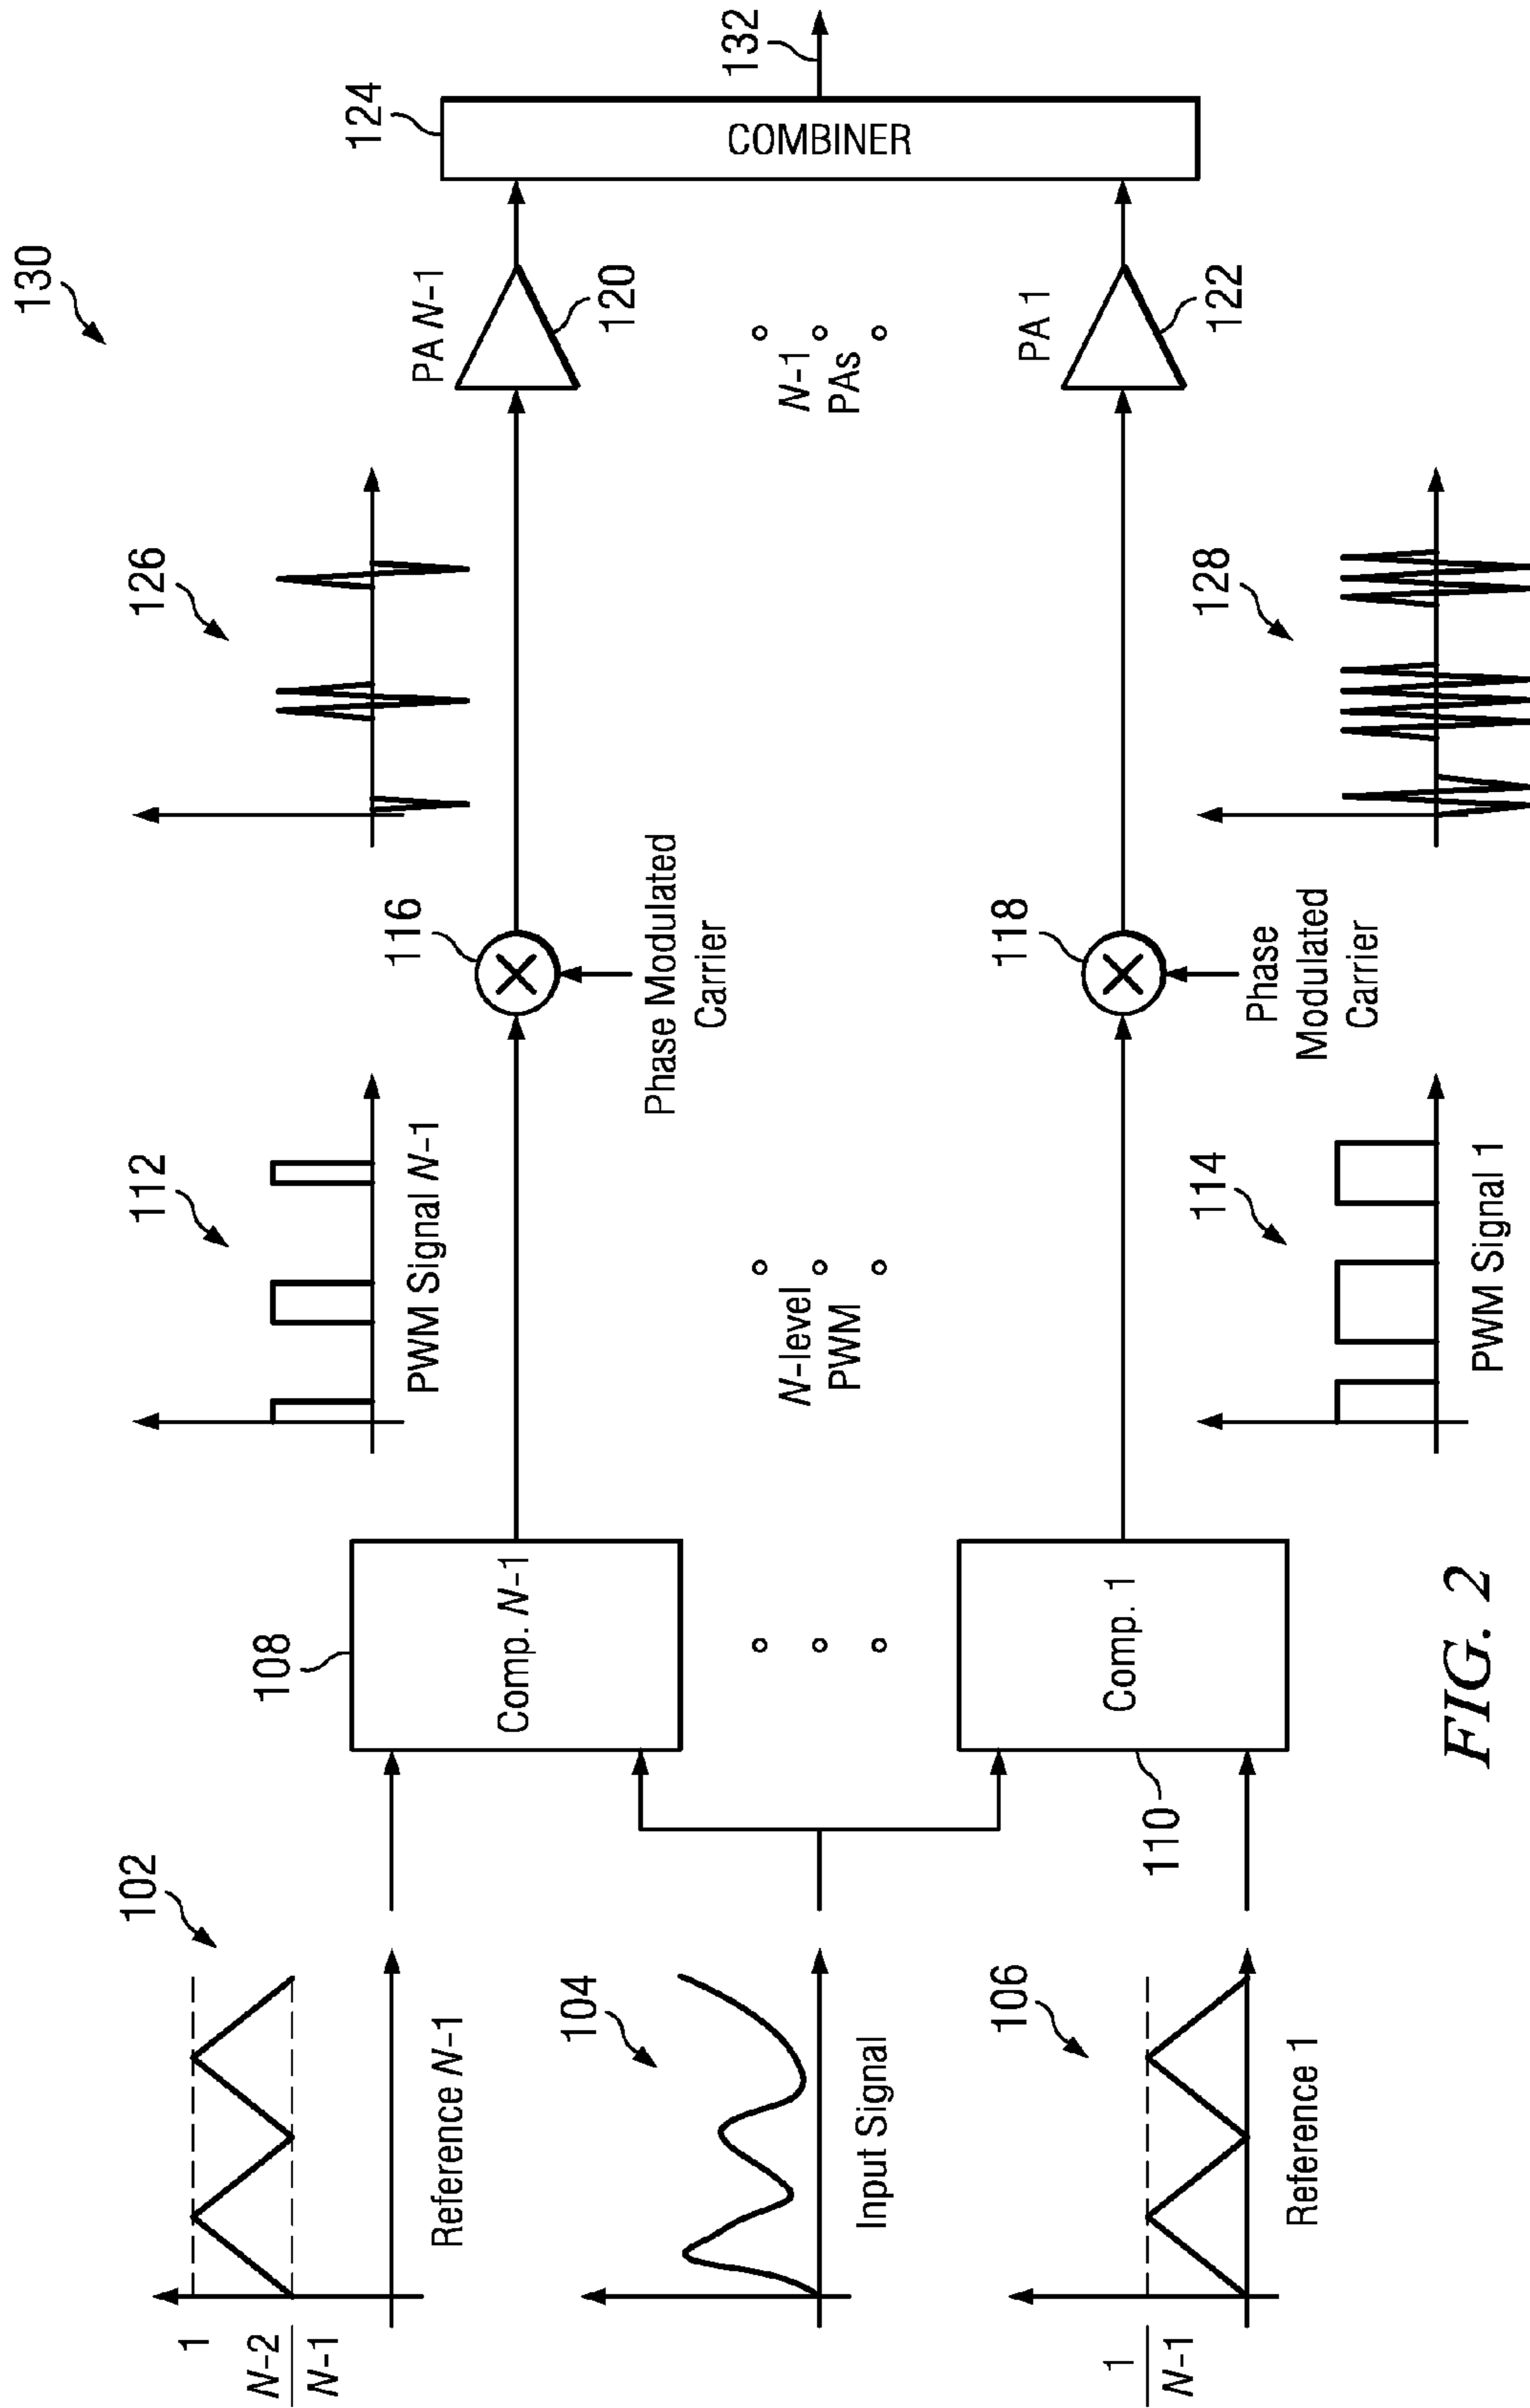 130
102
1
N-2
N-1
Reference N-1
104
Input Signal
106
1
N-1
Reference 1
108
Comp. N-1
110
Comp. 1
112
PWM Signal N-1
N-level
PWM
114
PWM Signal 1
116
Phase Modulated
Carrier
118
Phase
Modulated
Carrier
126
128
PA N-1
120
N-1
PAs
PA 1
122
124
COMBINER
132
FIG. 2